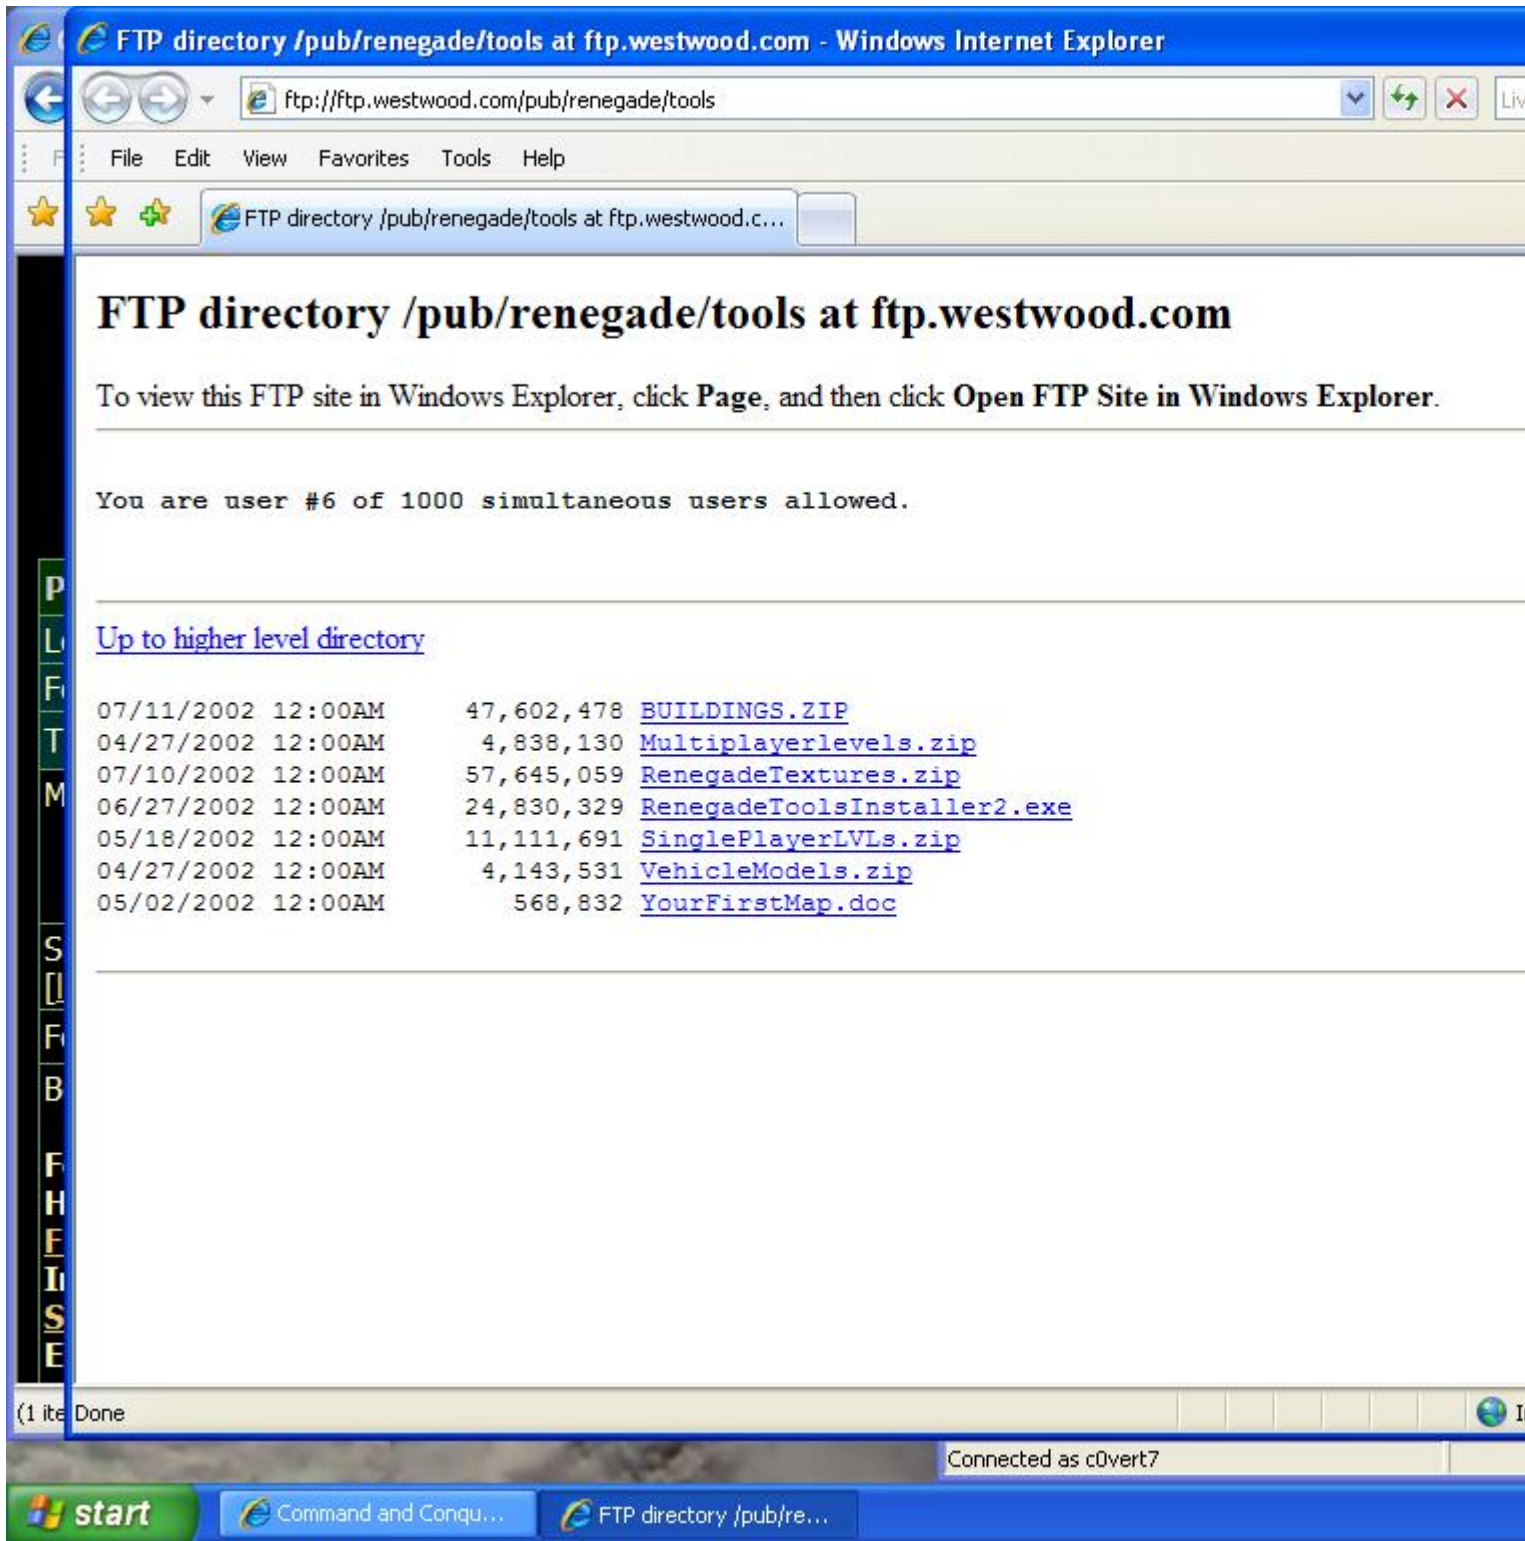 FTP directory /pub/renegade/tools at ftp.westwood.com - Windows Internet Explorer
ftp://ftp.westwood.com/pub/renegade/tools
File Edit View Favorites Tools Help
FTP directory /pub/renegade/tools at ftp.westwood.c...
FTP directory /pub/renegade/tools at ftp.westwood.com
To view this FTP site in Windows Explorer, click Page, and then click Open FTP Site in Windows Explorer.
You are user #6 of 1000 simultaneous users allowed.
Up to higher level directory
07/11/2002 12:00AM 47,602,478 BUILDINGS.ZIP
04/27/2002 12:00AM 4,838,130 Multiplayerlevels.zip
07/10/2002 12:00AM 57,645,059 RenegadeTextures.zip
06/27/2002 12:00AM 24,830,329 RenegadeToolsInstaller2.exe
05/18/2002 12:00AM 11,111,691 SinglePlayerLVLs.zip
04/27/2002 12:00AM 4,143,531 VehicleModels.zip
05/02/2002 12:00AM 568,832 YourFirstMap.doc
(1 ite
Done
Connected as c0vert7
start Command and Conqu... FTP directory /pub/re...